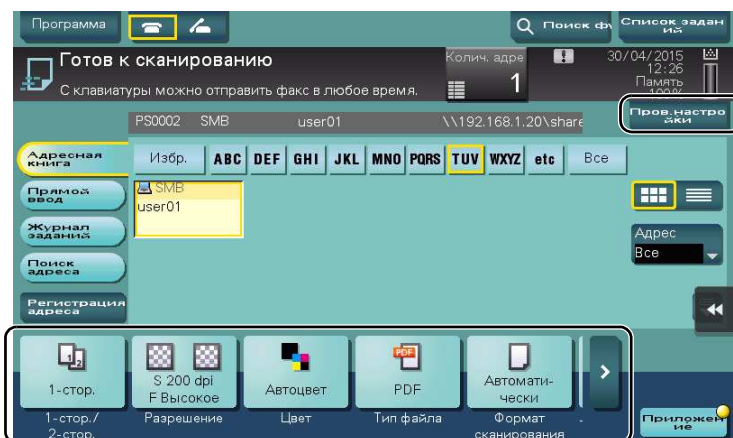 Программа
Поиск фу
Список задан
ий
Готов к сканированию
С клавиатуры можно отправить факс в любое время.
Колич. адре
1
30/04/2015
12:26
Память
100%
PS0002 SMB user01 \\192.168.1.20\share
Пров.настро
йки
Адресная
книга
Избр. ABC DEF GHI JKL MNO PQRS TUV WXYZ etc Все
Прямой
ввод
SMB
user01
Журнал
заданий
Адрес
Все
Поиск
адреса
Регистрация
адреса
1-стор.
S 200 dpi
F Высокое
Автоцвет
PDF
PDF
Автомати-
чески
1-стор./
2-стор.
Разрешение
Цвет
Тип файла
Формат
сканирования
Приложен
ие